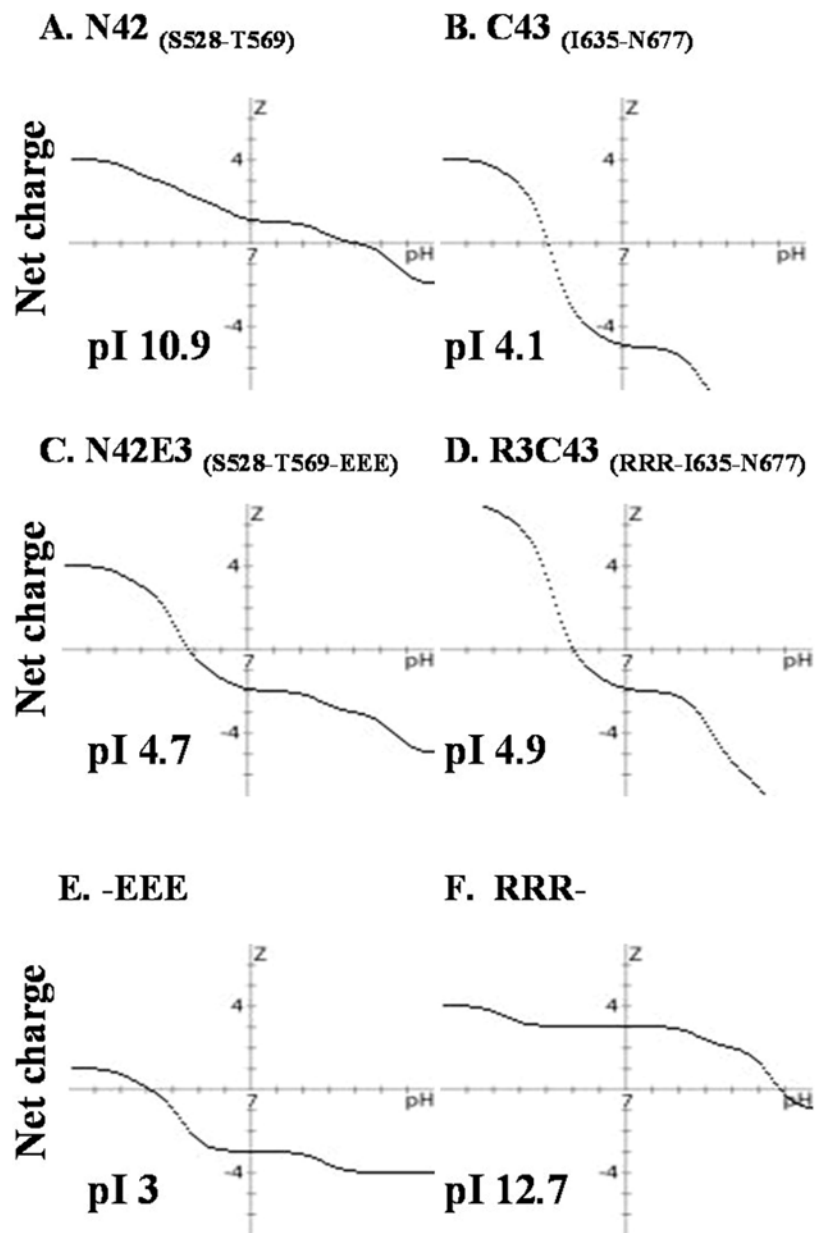 A. N42 (S528-T569)
B. C43 (I635-N677)
Net charge
Z
4
7
pH
-4
pI 10.9
Z
4
7
pH
-4
pI 4.1
C. N42E3 (S528-T569-EEE)
D. R3C43 (RRR-I635-N677)
Net charge
Z
4
7
pH
-4
pI 4.7
Z
4
7
pH
-4
pI 4.9
E. -EEE
F. RRR-
Net charge
Z
4
7
pH
-4
pI 3
Z
4
7
pH
-4
pI 12.7